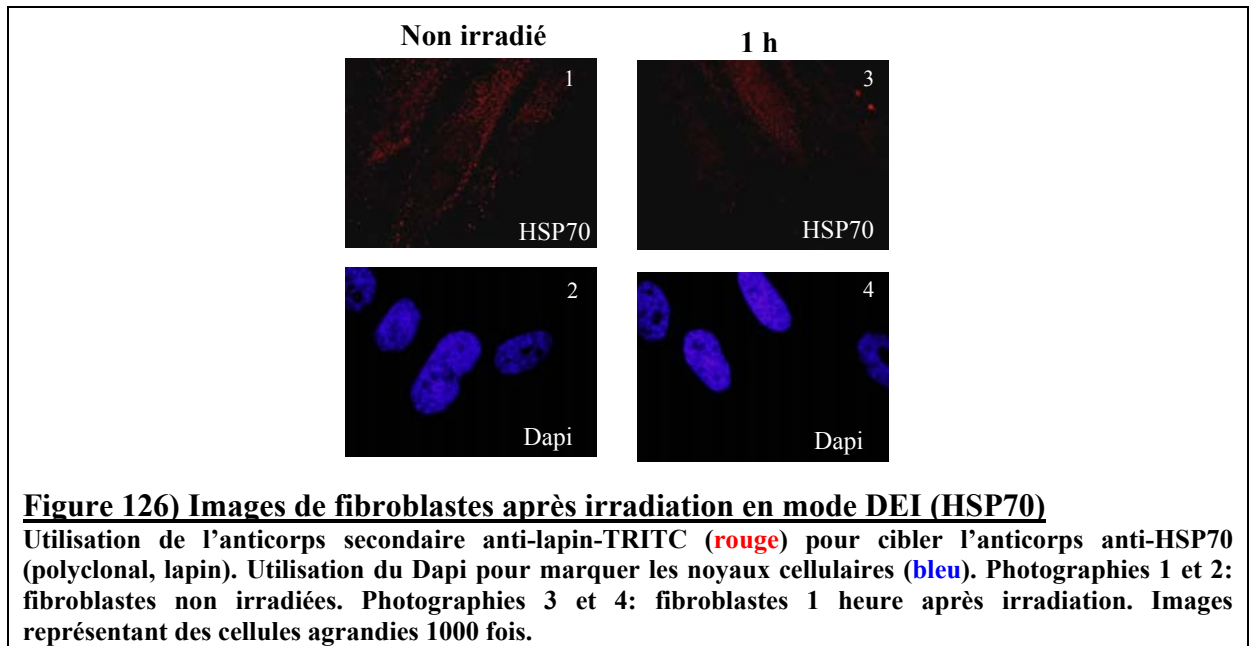 Non irradié
1 h
1
3
HSP70
HSP70
2
4
Dapi
Dapi
Figure 126) Images de fibroblastes après irradiation en mode DEI (HSP70)
Utilisation de l’anticorps secondaire anti-lapin-TRITC (rouge) pour cibler l’anticorps anti-HSP70
(polyclonal, lapin). Utilisation du Dapi pour marquer les noyaux cellulaires (bleu). Photographies 1 et 2:
fibroblastes non irradiées. Photographies 3 et 4: fibroblastes 1 heure après irradiation. Images
représentant des cellules agrandies 1000 fois.